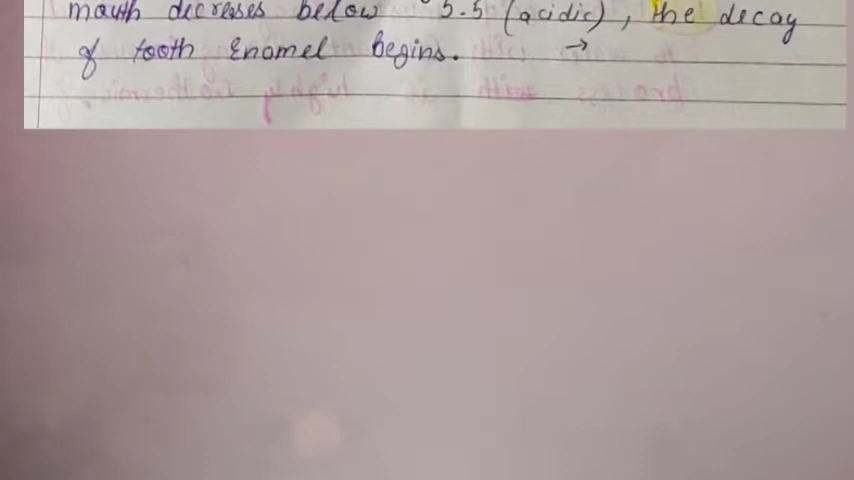 mouth decreases below 5.5 (acidic), the decay
of tooth Enamel begins. →